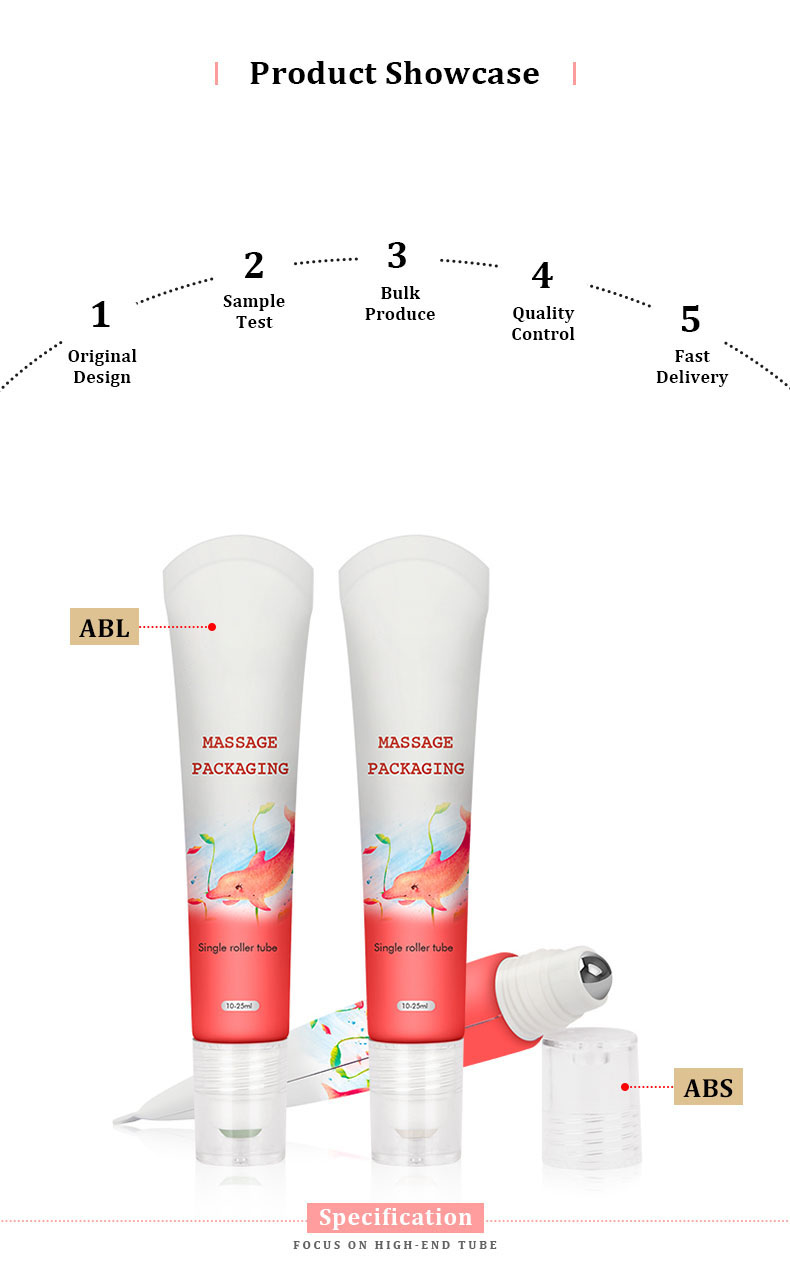 Product Showcase
1
Original
Design
2
Sample
Test
3
Bulk
Produce
4
Quality
Control
5
Fast
Delivery
ABL
MASSAGE
PACKAGING
Single roller tube
10-25ml
MASSAGE
PACKAGING
Single roller tube
10-25ml
ABS
Specification
FOCUS ON HIGH-END TUBE